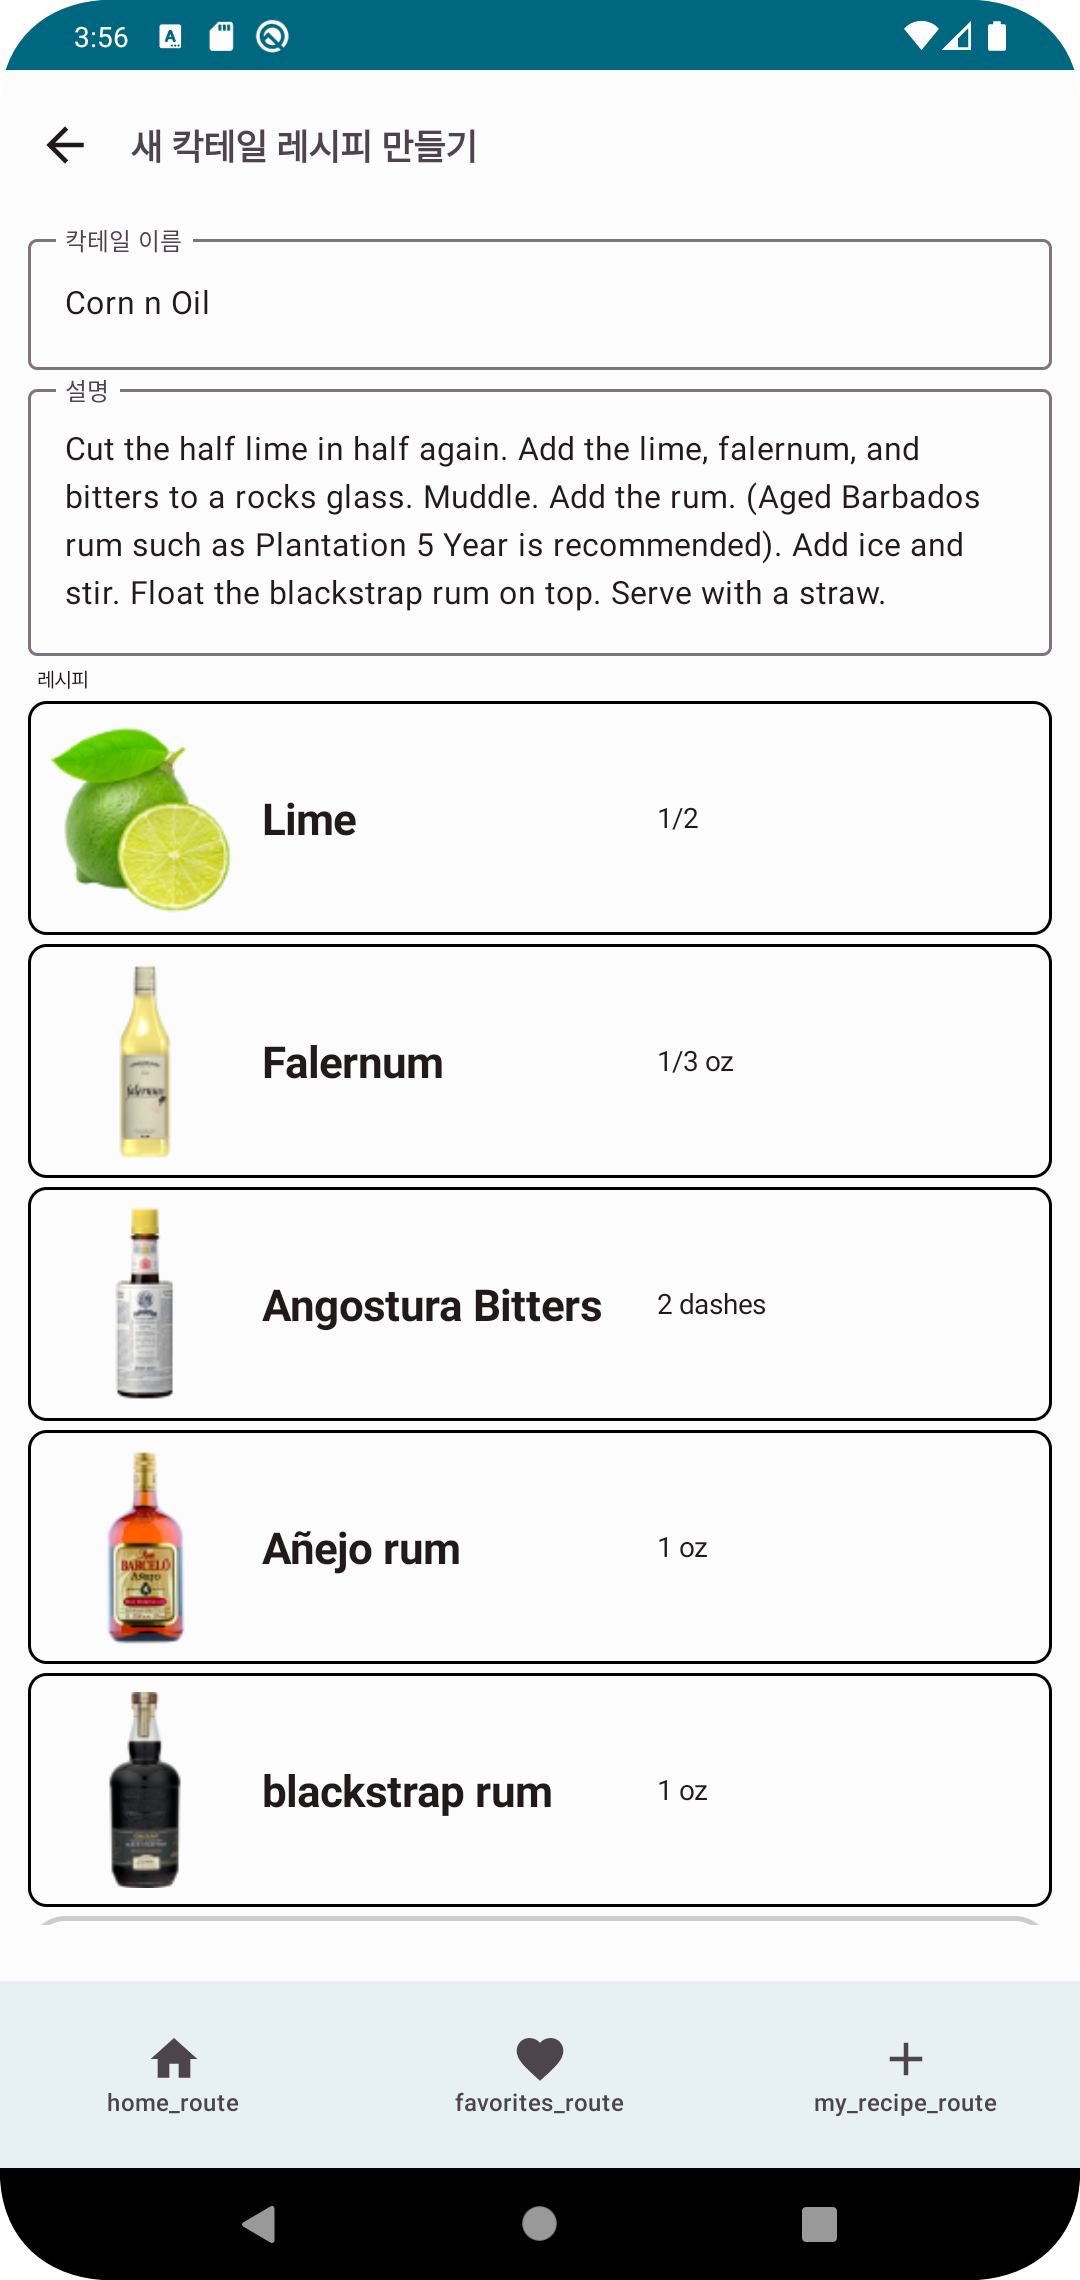 3:56
새 칵테일 레시피 만들기
칵테일 이름
Corn n Oil
설명
Cut the half lime in half again. Add the lime, falernum, and
bitters to a rocks glass. Muddle. Add the rum. (Aged Barbados
rum such as Plantation 5 Year is recommended). Add ice and
stir. Float the blackstrap rum on top. Serve with a straw.
레시피
Lime
1/2
falernum
Falernum
1/3 oz
Angostura Bitters
2 dashes
BARCELÓ
Añejo
Añejo rum
1 oz
blackstrap rum
1 oz
home_route
favorites_route
my_recipe_route